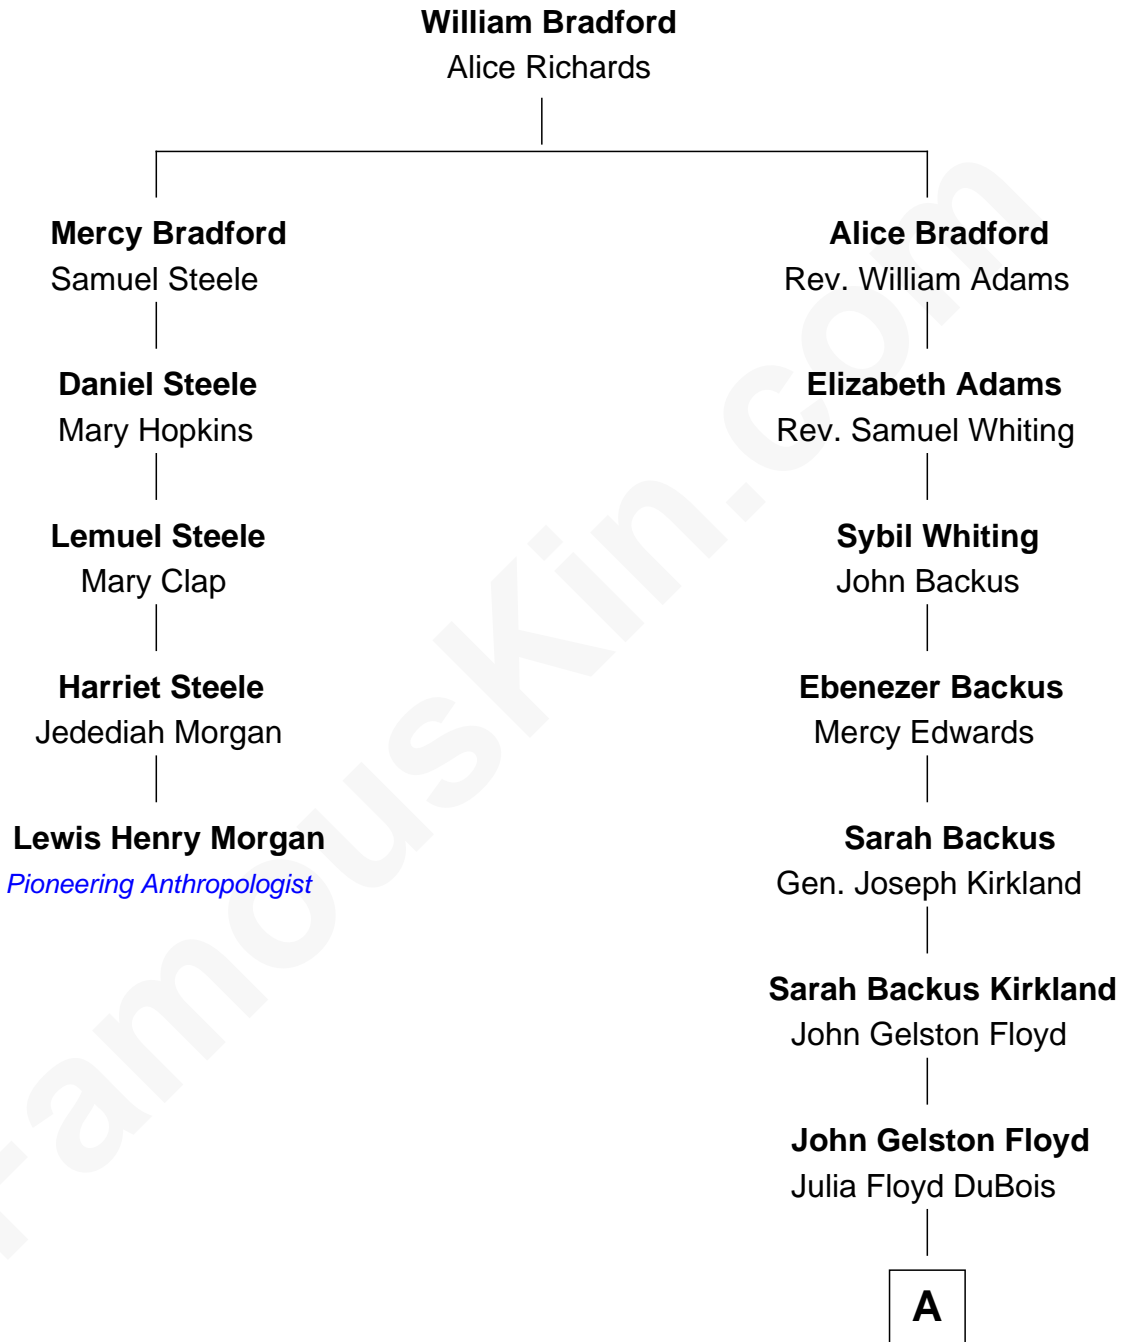 William Bradford
Alice Richards
Mercy Bradford
Samuel Steele
Daniel Steele
Mary Hopkins
Lemuel Steele
Mary Clap
Harriet Steele
Jedediah Morgan
Lewis Henry Morgan
Pioneering Anthropologist
Alice Bradford
Rev. William Adams
Elizabeth Adams
Rev. Samuel Whiting
Sybil Whiting
John Backus
Ebenezer Backus
Mercy Edwards
Sarah Backus
Gen. Joseph Kirkland
Sarah Backus Kirkland
John Gelston Floyd
John Gelston Floyd
Julia Floyd DuBois
A
FamousKin.com